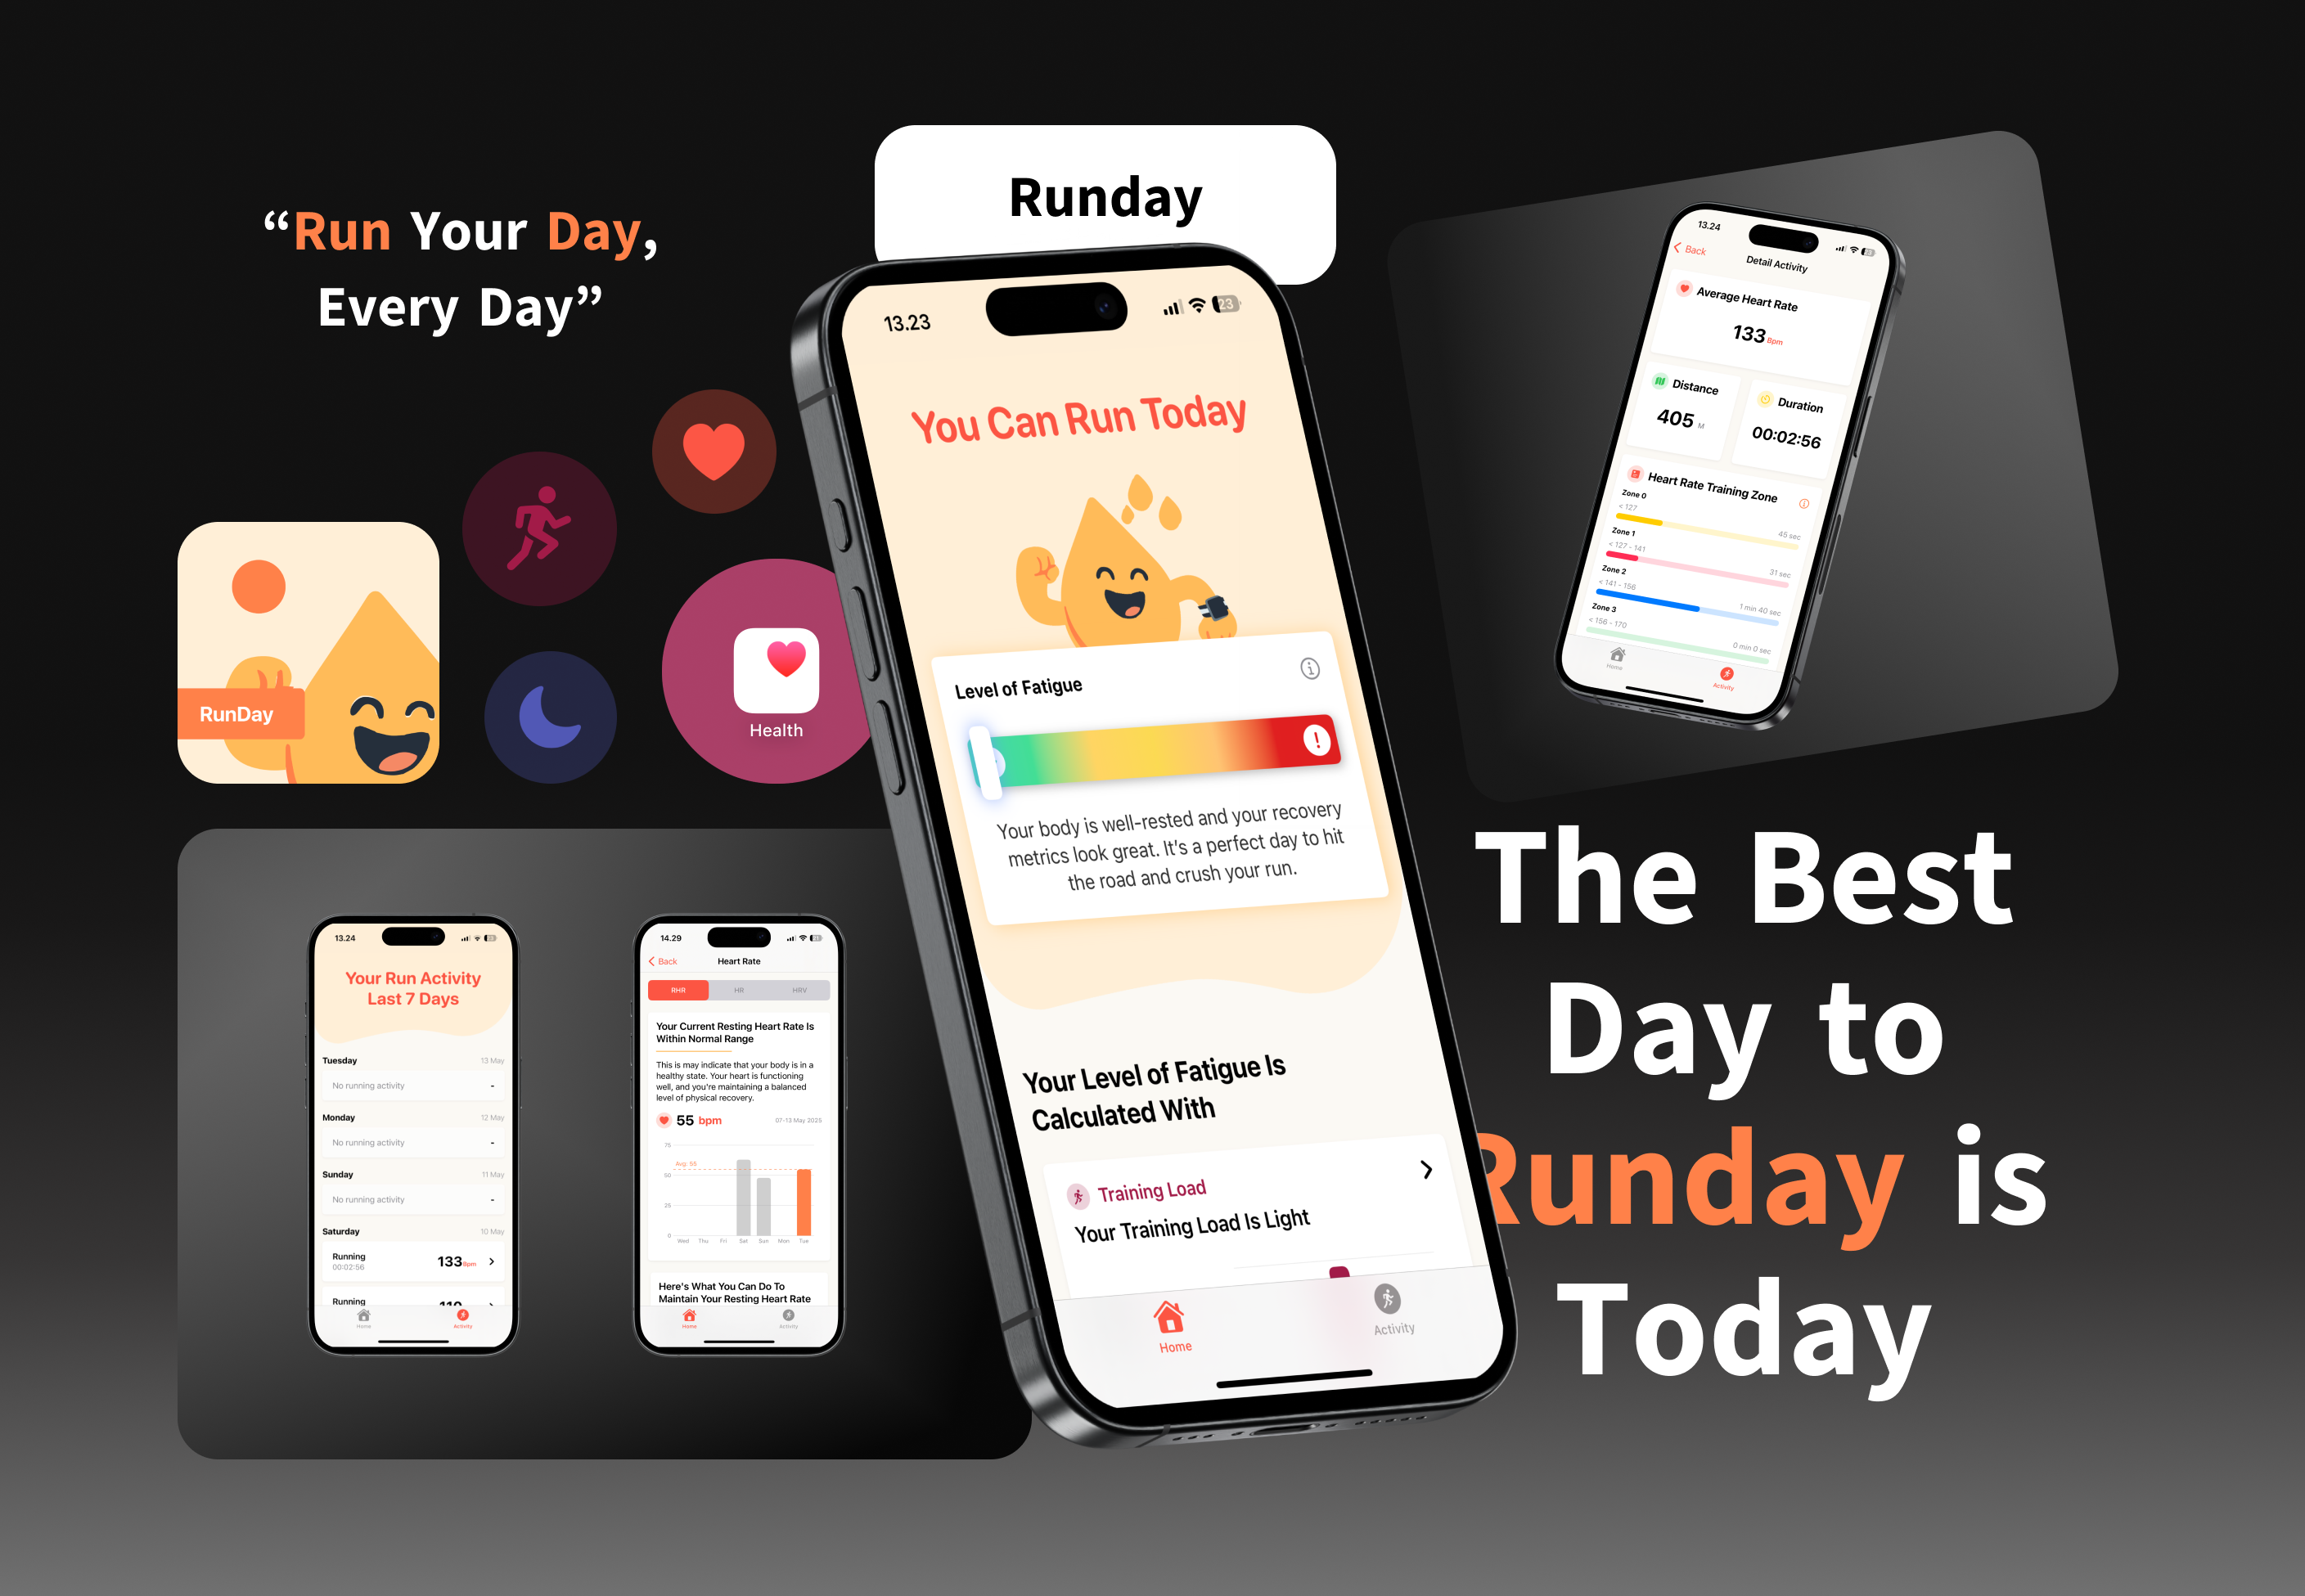 “Run Your Day,
Every Day”
Runday
RunDay
Health
13.23
23
You Can Run Today
Level of Fatigue
!
Your body is well-rested and your recovery
metrics look great. It's a perfect day to hit
the road and crush your run.
Your Level of Fatigue Is
Calculated With
Training Load
Your Training Load Is Light
Home
Activity
13.24
Back
Detail Activity
Average Heart Rate
133 Bpm
Distance
405 M
Duration
00:02:56
Heart Rate Training Zone
Zone 0
< 127
45 sec
Zone 1
< 127 - 141
31 sec
Zone 2
< 141 - 156
1 min 40 sec
Zone 3
< 156 - 170
0 min 0 sec
Home
Activity
13.24
Your Run Activity
Last 7 Days
Tuesday 13 May
No running activity -
Monday 12 May
No running activity -
Sunday 11 May
No running activity -
Saturday 10 May
Running
00:02:56
133 Bpm
Running
110
Home
Activity
14.29
Back
Heart Rate
RHR HR HRV
Your Current Resting Heart Rate Is
Within Normal Range
This is may indicate that your body is in a
healthy state. Your heart is functioning
well, and you're maintaining a balanced
level of physical recovery.
55 bpm
07-13 May 2025
75
50
25
0
Wed Thu Fri Sat Sun Mon Tue
Here's What You Can Do To
Maintain Your Resting Heart Rate
Home
Activity
The Best
Day to
Runday is
Today